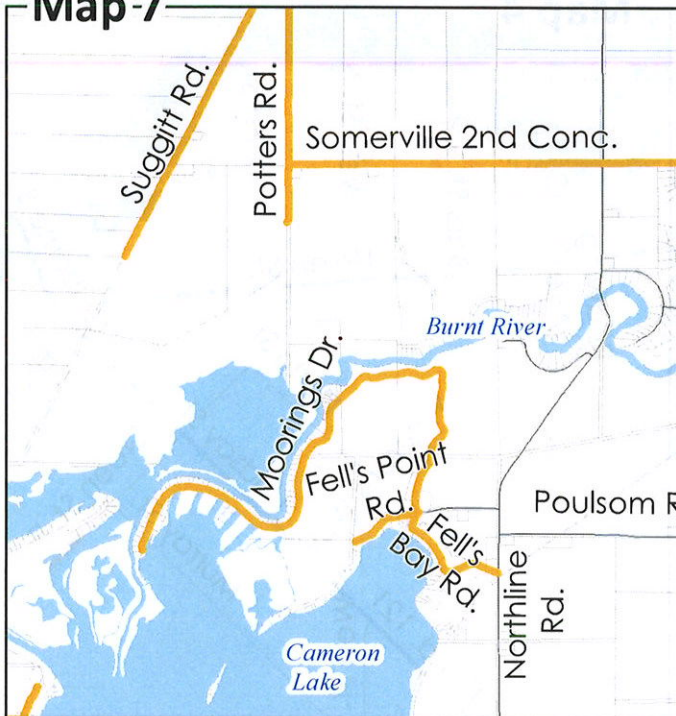 Map 7
Suggitt Rd.
Potters Rd.
Somerville 2nd Conc.
Burnt River
Moorings Dr.
Fell's Point
Rd.
Fell's
Bay Rd.
Poulsom R
Northline
Rd.
Cameron
Lake